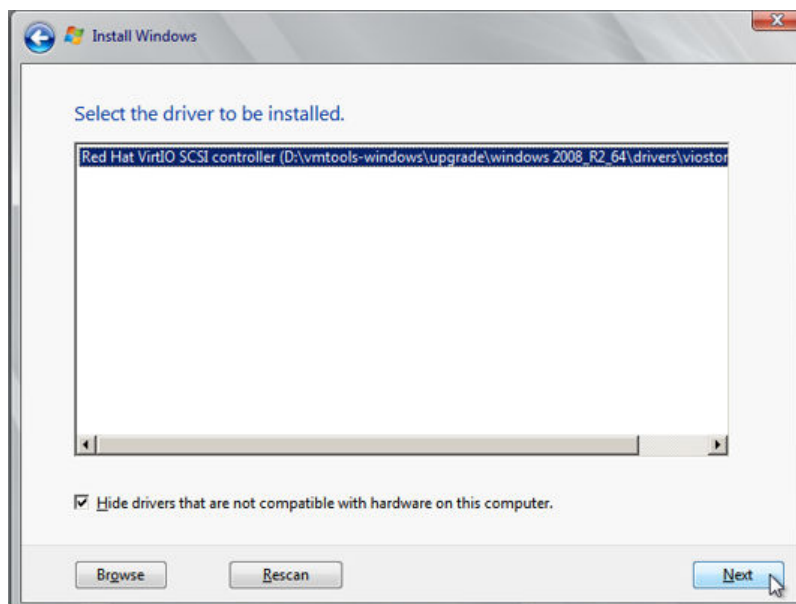 Install Windows
Select the driver to be installed.
Red Hat VirtIO SCSI controller (D:\vmtools-windows\upgrade\windows 2008_R2_64\drivers\viostor
Hide drivers that are not compatible with hardware on this computer.
Browse Rescan Next